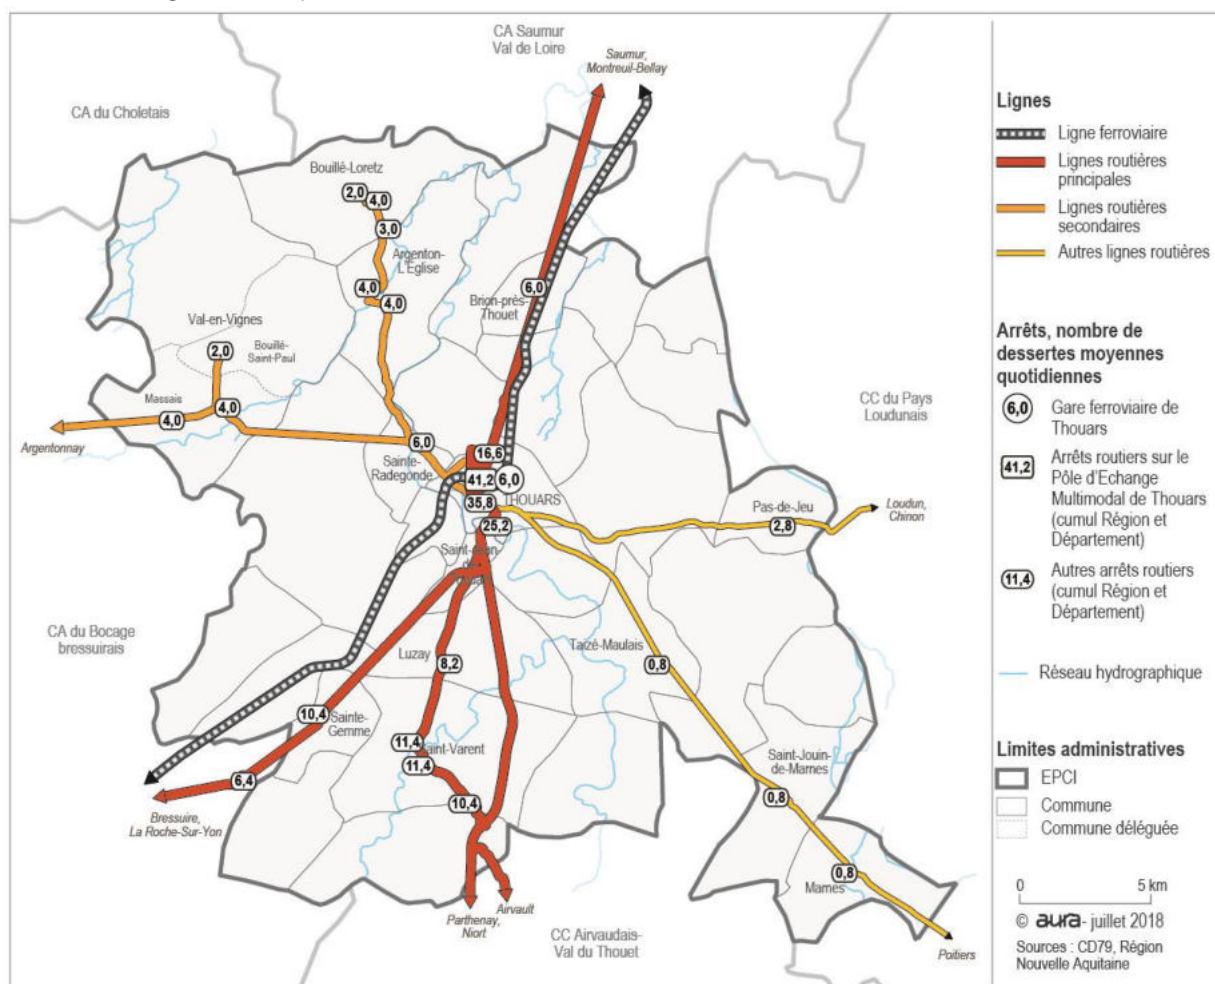 CA Saumur
Val de Loire
Saumur,
Montreuil-Bellay
CA du Choletais
Bouillé-Loretz
2,0
4,0
3,0
Argenton-
L'Eglise
4,0
4,0
6,0
Brion-près-
Thouet
Val-en-Vignes
2,0
Bouillé-
Saint-Paul
Massais
4,0
4,0
Argentonnay
6,0
Sainte-
Radegonde
16,6
41,2
6,0
35,8
THOUARS
25,2
CC du Pays
Loudunais
Pas-de-Jeu
2,8
Loudun,
Chinon
CA du Bocage
bressuirais
Luzay
8,2
Taizé-Maulais
0,8
10,4
Sainte-
Gemme
11,4
Saint-Varent
11,4
6,4
10,4
Bressuire,
La Roche-Sur-Yon
Saint-Jouin-
de-Marnes
0,8
0,8
Marnes
Parthenay,
Niort
Airvault
CC Airvaudais-
Val du Thouet
Poitiers
Lignes
Ligne ferroviaire
Lignes routières
principales
Lignes routières
secondaires
Autres lignes routières
Arrêts, nombre de
dessertes moyennes
quotidiennes
6,0
Gare ferroviaire de
Thouars
41,2
Arrêts routiers sur le
Pôle d'Echange
Multimodal de Thouars
(cumul Région et
Département)
11,4
Autres arrêts routiers
(cumul Région et
Département)
Réseau hydrographique
Limites administratives
EPCI
Commune
Commune déléguée
0 5 km
© aura - juillet 2018
Sources : CD79, Région
Nouvelle Aquitaine